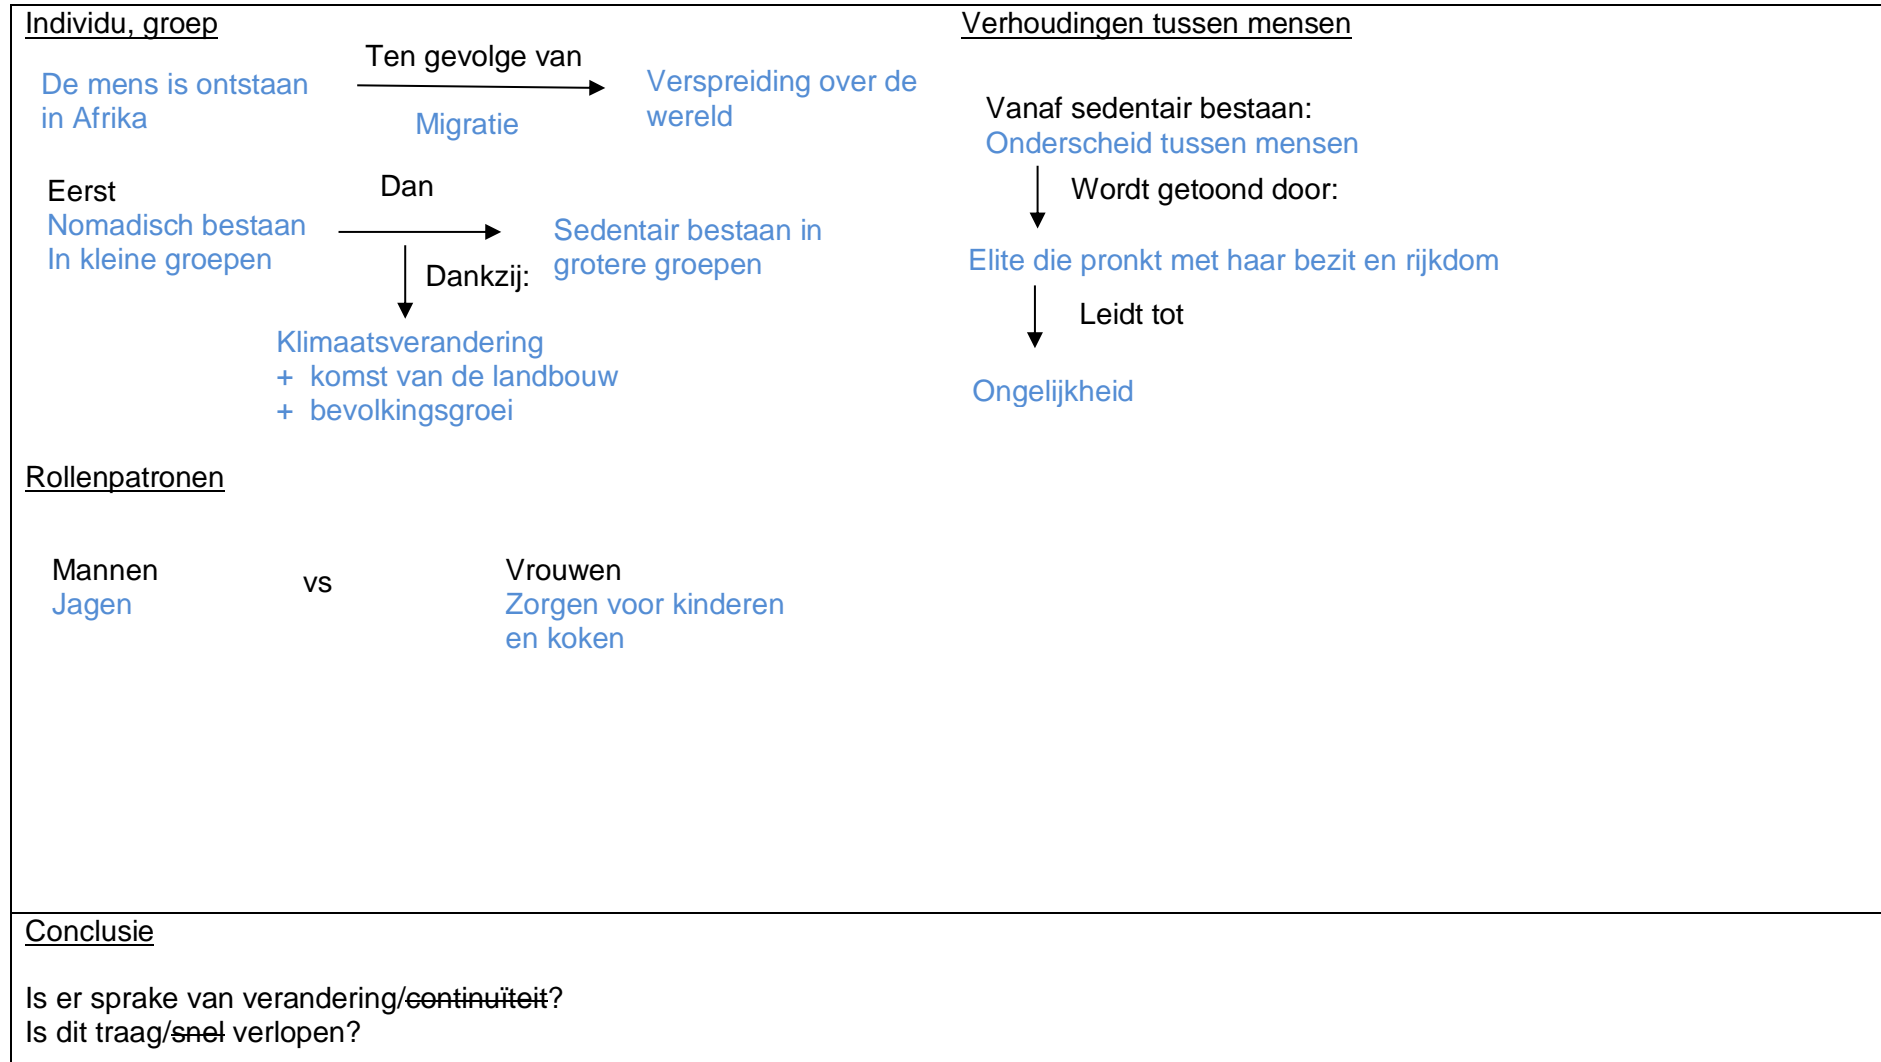 Individu, groep
Ten gevolge van
De mens is ontstaan
in Afrika
Migratie
Verspreiding over de
wereld
Eerst
Nomadisch bestaan
In kleine groepen
Dan
Sedentair bestaan in
grotere groepen
Dankzij:
Klimaatsverandering
+ komst van de landbouw
+ bevolkingsgroei
Rollenpatronen
Mannen
Jagen
vs
Vrouwen
Zorgen voor kinderen
en koken
Verhoudingen tussen mensen
Vanaf sedentair bestaan:
Onderscheid tussen mensen
Wordt getoond door:
Elite die pronkt met haar bezit en rijkdom
Leidt tot
Ongelijkheid
Conclusie
Is er sprake van verandering/continuïteit?
Is dit traag/snel verlopen?